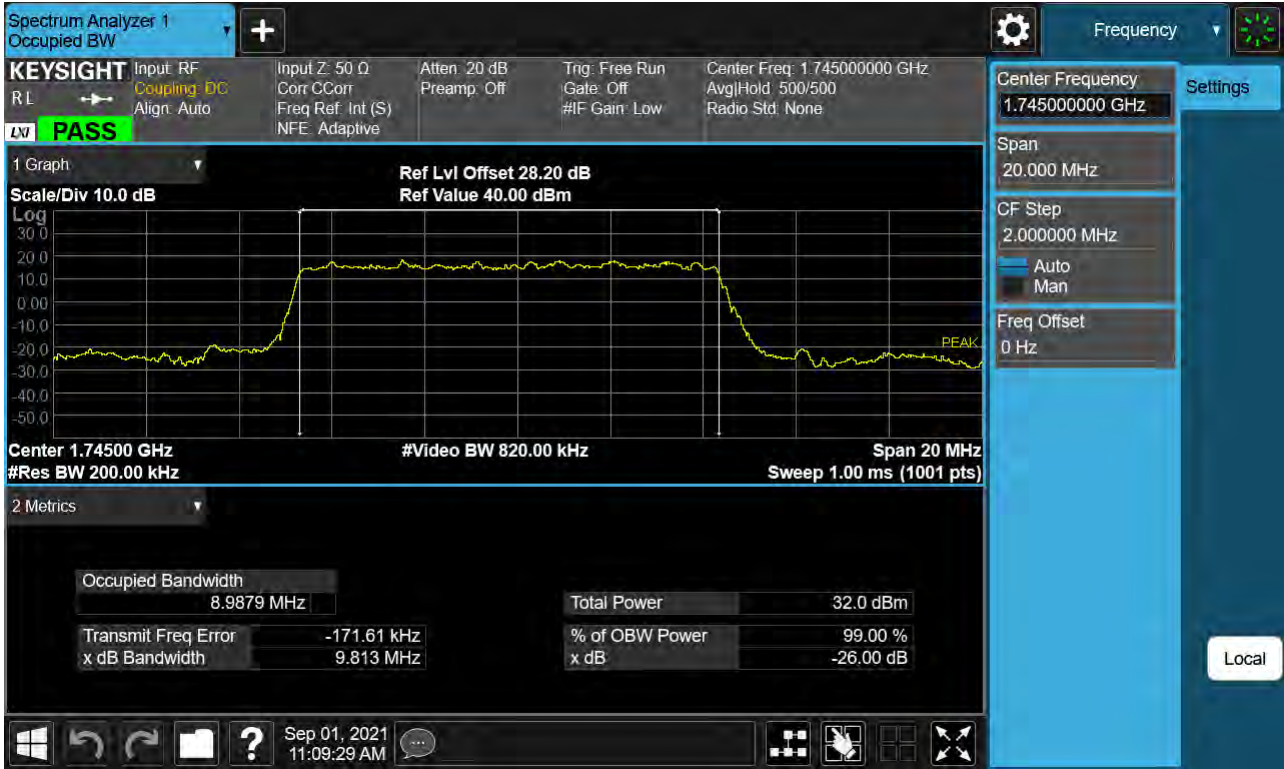 Spectrum Analyzer 1
Occupied BW
Frequency
KEYSIGHT
R L
LXI
PASS
Input: RF
Coupling: DC
Align: Auto
Input Z: 50 Ω
Corr CCorr
Freq Ref: Int (S)
NFE: Adaptive
Atten: 20 dB
Preamp: Off
Trig: Free Run
Gate: Off
#IF Gain: Low
Center Freq: 1.745000000 GHz
Avg|Hold: 500/500
Radio Std: None
1 Graph
Scale/Div 10.0 dB
Ref Lvl Offset 28.20 dB
Ref Value 40.00 dBm
Log
30.0
20.0
10.0
0.00
-10.0
-20.0
-30.0
-40.0
-50.0
PEAK
Center 1.74500 GHz
#Video BW 820.00 kHz
Span 20 MHz
#Res BW 200.00 kHz
Sweep 1.00 ms (1001 pts)
2 Metrics
Occupied Bandwidth
8.9879 MHz
Total Power 32.0 dBm
Transmit Freq Error -171.61 kHz
% of OBW Power 99.00 %
x dB Bandwidth 9.813 MHz
x dB -26.00 dB
Center Frequency
1.745000000 GHz
Span
20.000 MHz
CF Step
2.000000 MHz
Auto
Man
Freq Offset
0 Hz
Settings
Local
?
Sep 01, 2021
11:09:29 AM